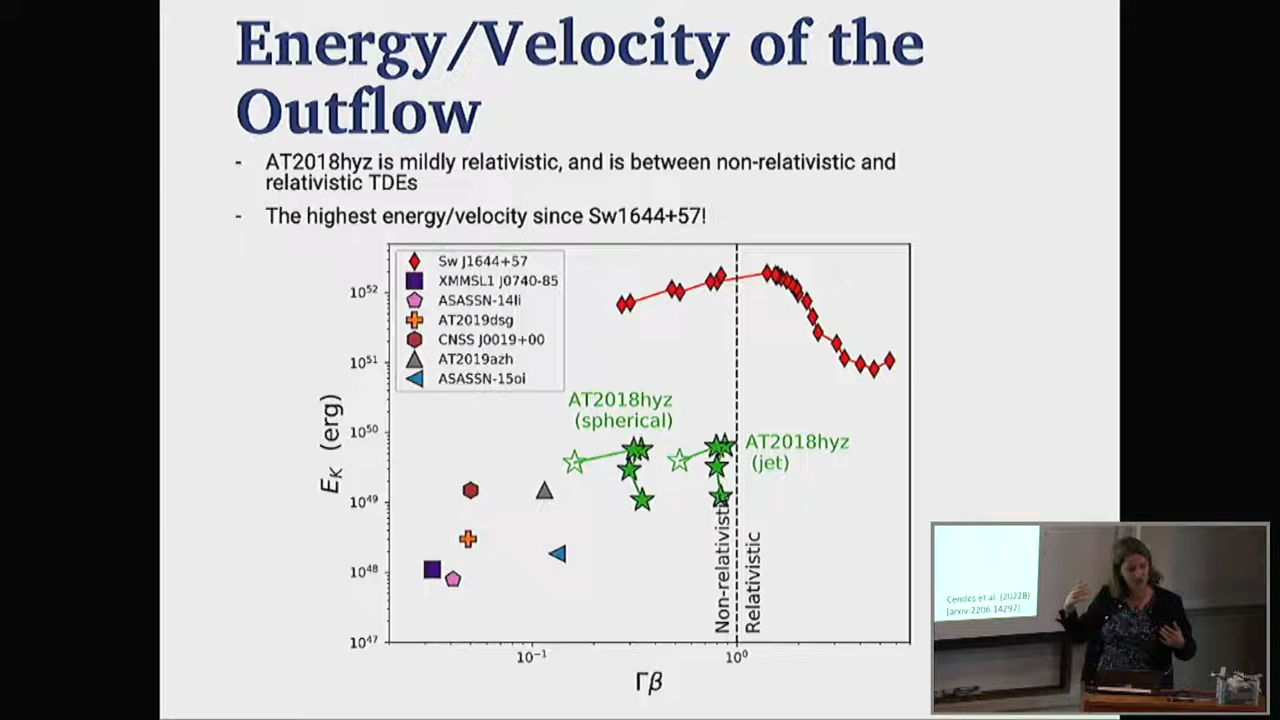 Energy/Velocity of the
Outflow
- AT2018hyz is mildly relativistic, and is between non-relativistic and
relativistic TDEs
- The highest energy/velocity since Sw1644+57!
Sw J1644+57
XMMSL1 J0740-85
ASASSN-14li
AT2019dsg
CNSS J0019+00
AT2019azh
ASASSN-15oi
10^52
10^51
10^50
10^49
10^48
10^47
E_K (erg)
AT2018hyz
(spherical)
AT2018hyz
(jet)
Non-relativistic
Relativistic
10^-1
10^0
Γβ
Cendes et al. (2022B)
[arxiv:2206.14297]